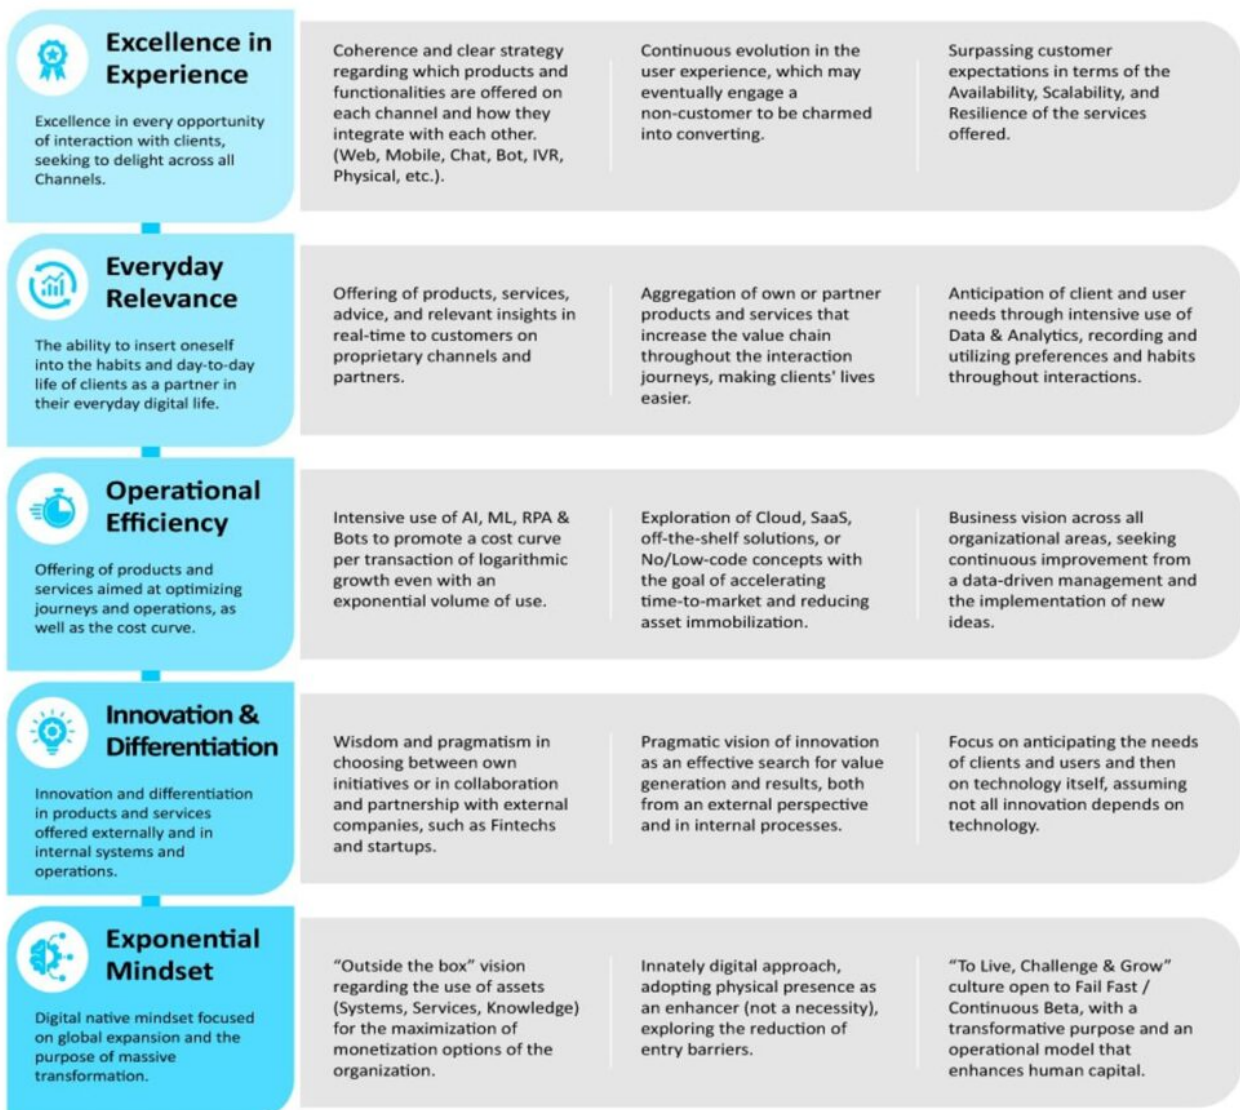 Excellence in
Experience
Excellence in every opportunity
of interaction with clients,
seeking to delight across all
Channels.
Coherence and clear strategy
regarding which products and
functionalities are offered on
each channel and how they
integrate with each other.
(Web, Mobile, Chat, Bot, IVR,
Physical, etc.).
Continuous evolution in the
user experience, which may
eventually engage a
non-customer to be charmed
into converting.
Surpassing customer
expectations in terms of the
Availability, Scalability, and
Resilience of the services
offered.
Everyday
Relevance
The ability to insert oneself
into the habits and day-to-day
life of clients as a partner in
their everyday digital life.
Offering of products, services,
advice, and relevant insights in
real-time to customers on
proprietary channels and
partners.
Aggregation of own or partner
products and services that
increase the value chain
throughout the interaction
journeys, making clients' lives
easier.
Anticipation of client and user
needs through intensive use of
Data & Analytics, recording and
utilizing preferences and habits
throughout interactions.
Operational
Efficiency
Offering of products and
services aimed at optimizing
journeys and operations, as
well as the cost curve.
Intensive use of AI, ML, RPA &
Bots to promote a cost curve
per transaction of logarithmic
growth even with an
exponential volume of use.
Exploration of Cloud, SaaS,
off-the-shelf solutions, or
No/Low-code concepts with
the goal of accelerating
time-to-market and reducing
asset immobilization.
Business vision across all
organizational areas, seeking
continuous improvement from
a data-driven management and
the implementation of new
ideas.
Innovation &
Differentiation
Innovation and differentiation
in products and services
offered externally and in
internal systems and
operations.
Wisdom and pragmatism in
choosing between own
initiatives or in collaboration
and partnership with external
companies, such as Fintechs
and startups.
Pragmatic vision of innovation
as an effective search for value
generation and results, both
from an external perspective
and in internal processes.
Focus on anticipating the needs
of clients and users and then
on technology itself, assuming
not all innovation depends on
technology.
Exponential
Mindset
Digital native mindset focused
on global expansion and the
purpose of massive
transformation.
“Outside the box” vision
regarding the use of assets
(Systems, Services, Knowledge)
for the maximization of
monetization options of the
organization.
Innately digital approach,
adopting physical presence as
an enhancer (not a necessity),
exploring the reduction of
entry barriers.
“To Live, Challenge & Grow”
culture open to Fail Fast /
Continuous Beta, with a
transformative purpose and an
operational model that
enhances human capital.